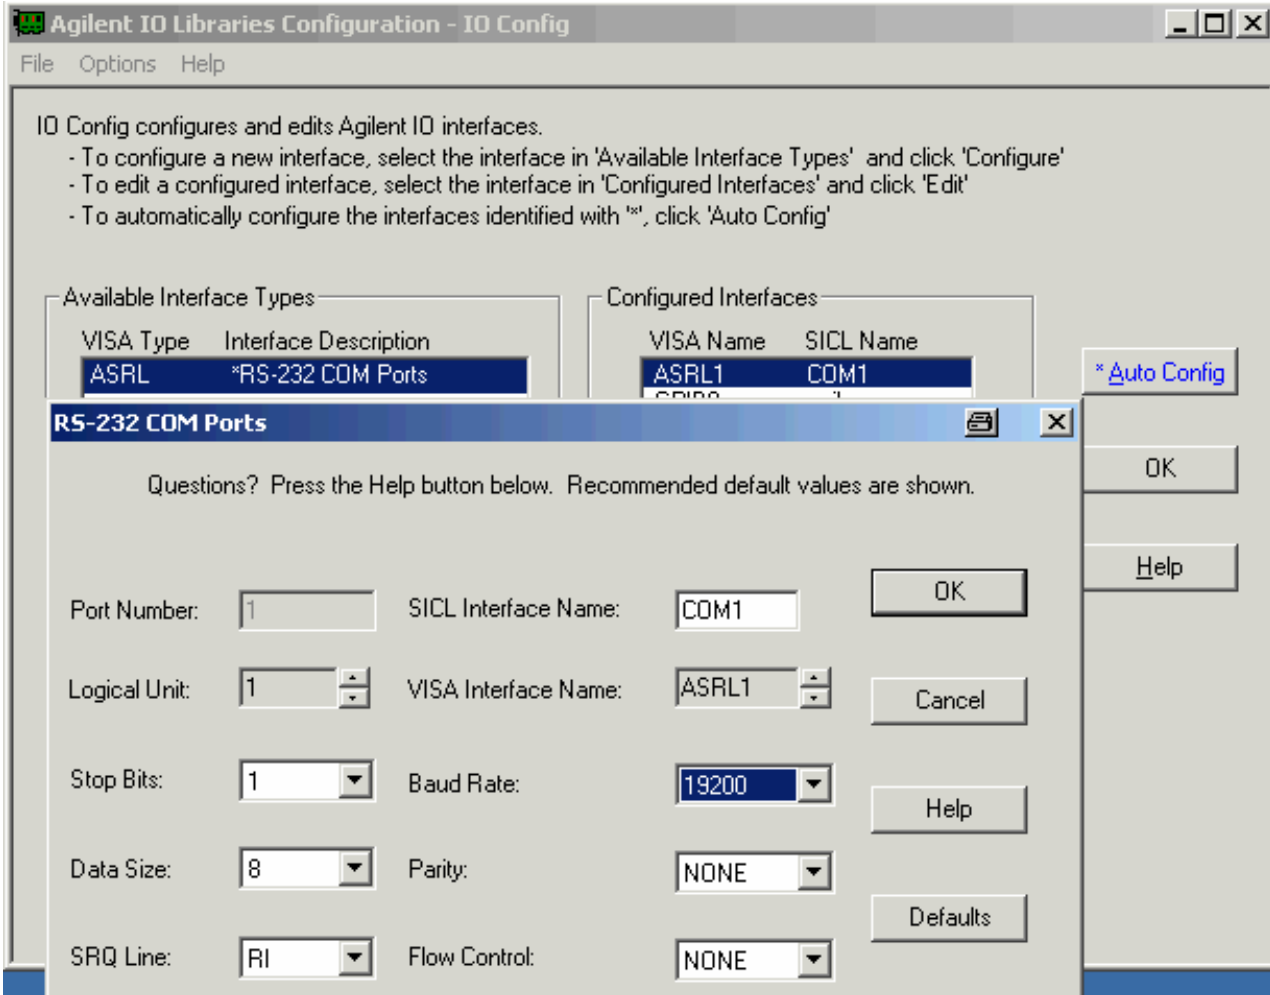 Agilent IO Libraries Configuration - IO Config
File Options Help
IO Config configures and edits Agilent IO interfaces.
- To configure a new interface, select the interface in 'Available Interface Types' and click 'Configure'
- To edit a configured interface, select the interface in 'Configured Interfaces' and click 'Edit'
- To automatically configure the interfaces identified with '*', click 'Auto Config'
Available Interface Types
VISA Type Interface Description
ASRL *RS-232 COM Ports
Configured Interfaces
VISA Name SICL Name
ASRL1 COM1
* Auto Config
OK
Help
RS-232 COM Ports
Questions? Press the Help button below. Recommended default values are shown.
Port Number: 1 SICL Interface Name: COM1 OK
Logical Unit: 1 VISA Interface Name: ASRL1 Cancel
Stop Bits: 1 Baud Rate: 19200 Help
Data Size: 8 Parity: NONE Defaults
SRQ Line: RI Flow Control: NONE